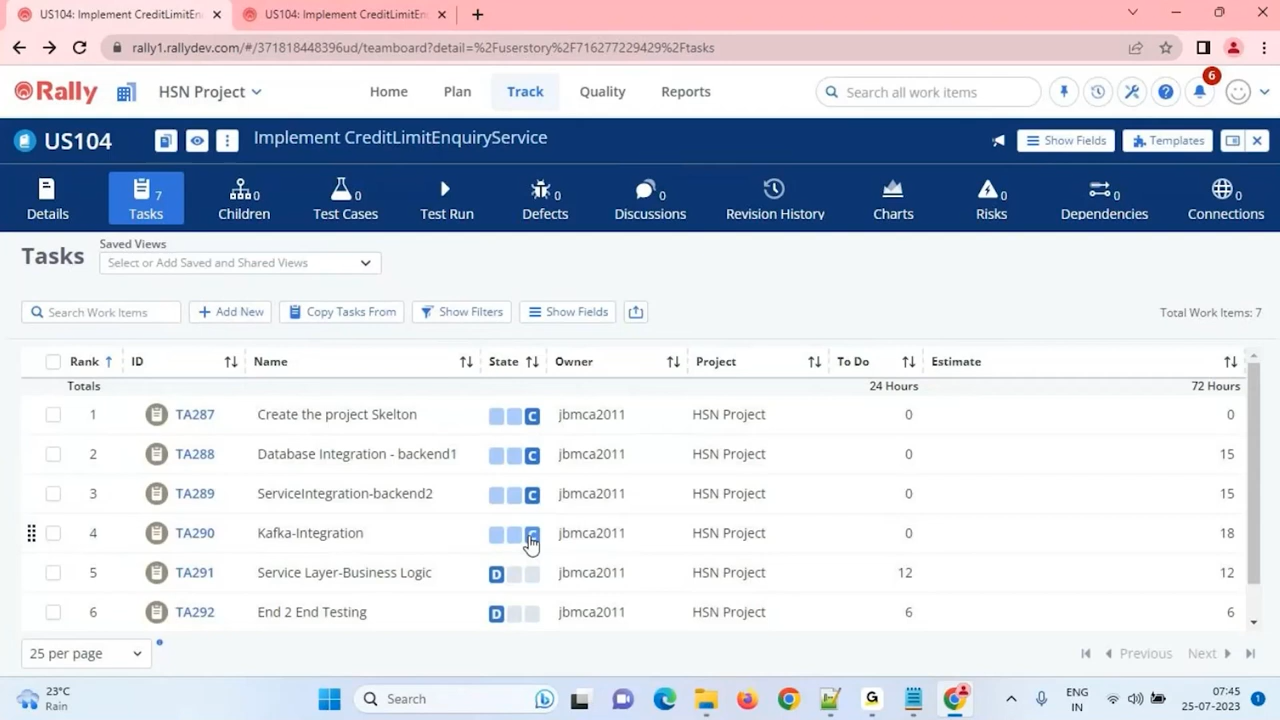 US104: Implement CreditLimitEn
US104: Implement CreditLimitEn
rally1.rallydev.com/#/371818448396ud/teamboard?detail=%2Fuserstory%2F716277229429%2Ftasks
Rally HSN Project Home Plan Track Quality Reports Search all work items 6
US104 Implement CreditLimitEnquiryService Show Fields Templates
7 0 0 0 0 0 0 0
Details Tasks Children Test Cases Test Run Defects Discussions Revision History Charts Risks Dependencies Connections
Tasks
Saved Views
Select or Add Saved and Shared Views
Search Work Items Add New Copy Tasks From Show Filters Show Fields Total Work Items: 7
Rank ID Name State Owner Project To Do Estimate
Totals 24 Hours 72 Hours
1 TA287 Create the project Skelton C jbmca2011 HSN Project 0 0
2 TA288 Database Integration - backend1 C jbmca2011 HSN Project 0 15
3 TA289 ServiceIntegration-backend2 C jbmca2011 HSN Project 0 15
4 TA290 Kafka-Integration C jbmca2011 HSN Project 0 18
5 TA291 Service Layer-Business Logic D jbmca2011 HSN Project 12 12
6 TA292 End 2 End Testing D jbmca2011 HSN Project 6 6
25 per page Previous Next
23°C
Rain
Search
ENG
IN
07:45
25-07-2023
1